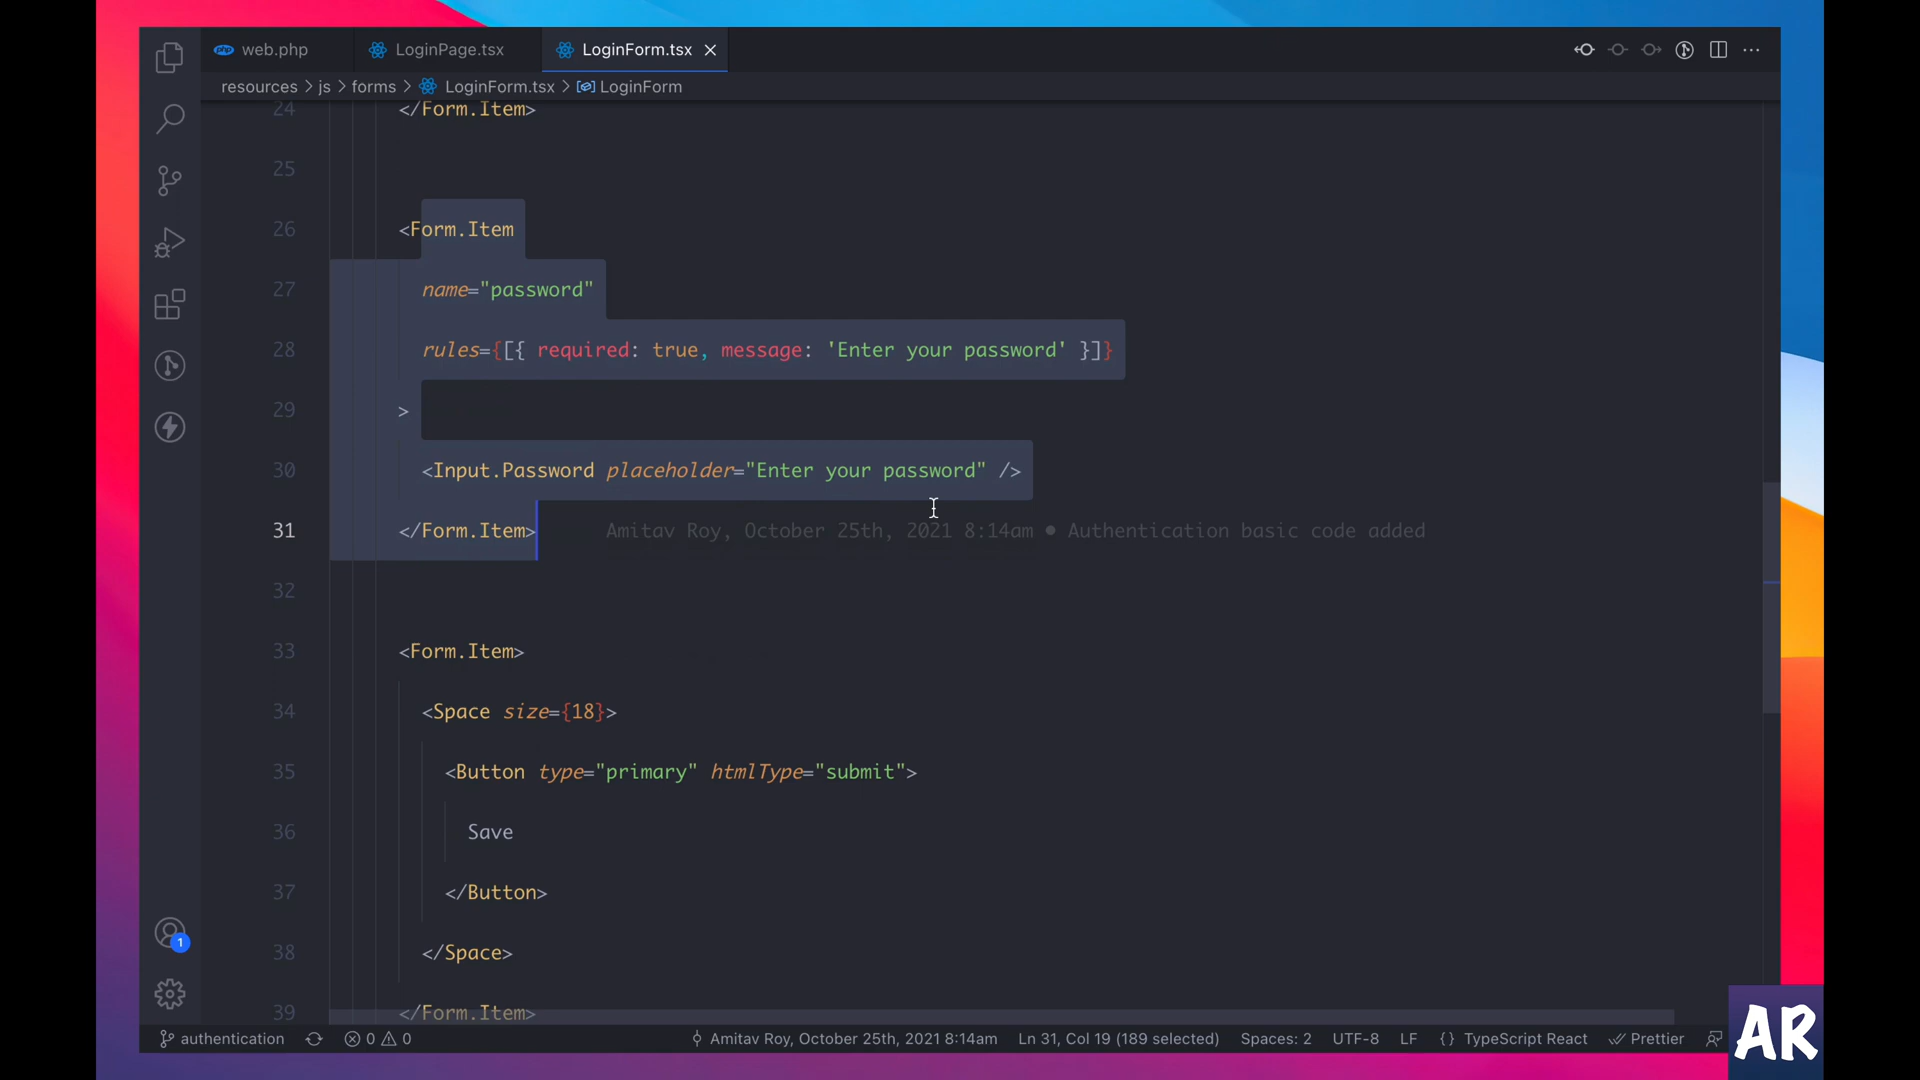 web.php
LoginPage.tsx
LoginForm.tsx
resources > js > forms > LoginForm.tsx > LoginForm
24 </Form.Item>
25
26 <Form.Item
27 name="password"
28 rules={[{ required: true, message: 'Enter your password' }]}
29 >
30 <Input.Password placeholder="Enter your password" />
31 </Form.Item> Amitav Roy, October 25th, 2021 8:14am • Authentication basic code added
32
33 <Form.Item>
34 <Space size={18}>
35 <Button type="primary" htmlType="submit">
36 Save
37 </Button>
38 </Space>
39 </Form.Item>
1
authentication 0 0 Amitav Roy, October 25th, 2021 8:14am Ln 31, Col 19 (189 selected) Spaces: 2 UTF-8 LF {} TypeScript React Prettier
AR